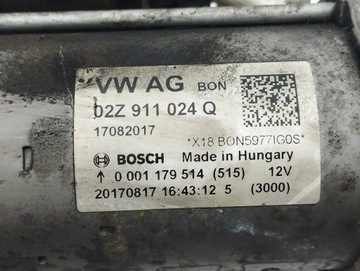 VW AG BON
02Z 911 024 Q
17082017
*X18 BON5977IG0S*
BOSCH Made in Hungary
0 001 179 514 (515) 12V
20170817 16:43:12 5 (3000)